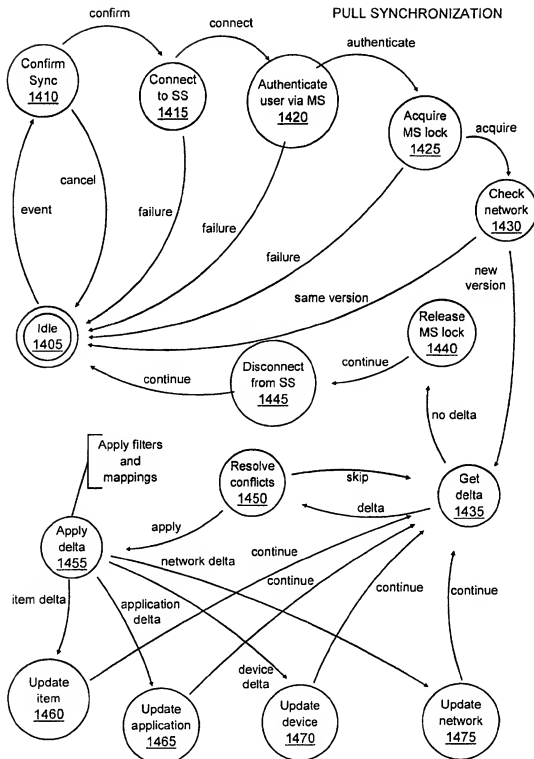 PULL SYNCHRONIZATION
confirm
connect
authenticate
Confirm
Sync
1410
Connect
to SS
1415
Authenticate
user via MS
1420
Acquire
MS lock
1425
acquire
Check
network
1430
event
cancel
failure
failure
failure
same version
new
version
Idle
1405
Release
MS lock
1440
continue
Disconnect
from SS
1445
continue
no delta
Apply filters
and
mappings
Resolve
conflicts
1450
skip
delta
Get
delta
1435
Apply
delta
1455
apply
network delta
continue
continue
continue
continue
item delta
application
delta
device
delta
Update
item
1460
Update
application
1465
Update
device
1470
Update
network
1475